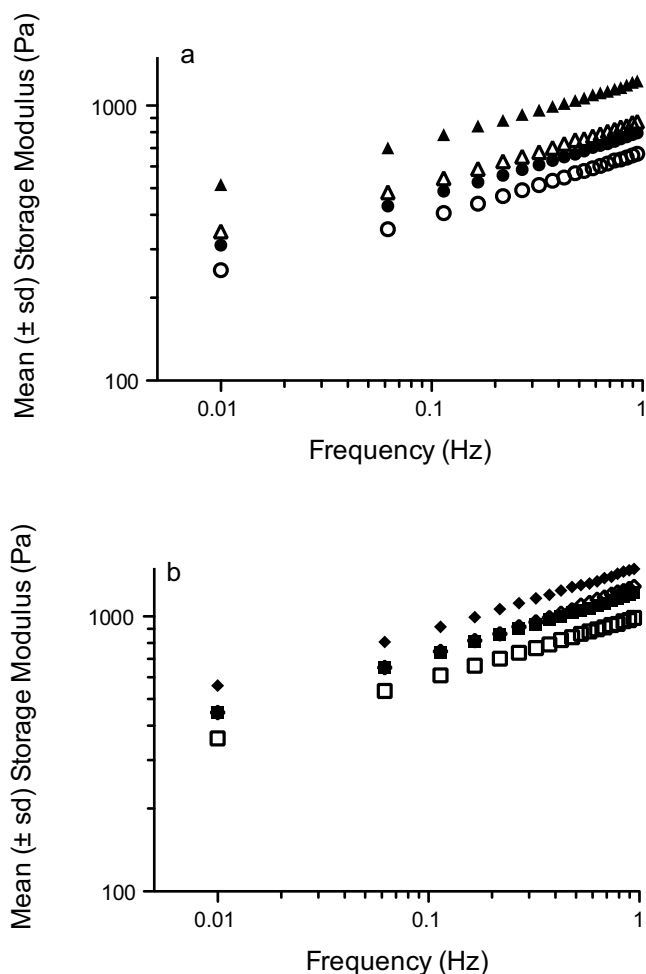 a
Mean (± sd) Storage Modulus (Pa)
1000
100
0.01
0.1
1
Frequency (Hz)
b
Mean (± sd) Storage Modulus (Pa)
1000
100
0.01
0.1
1
Frequency (Hz)